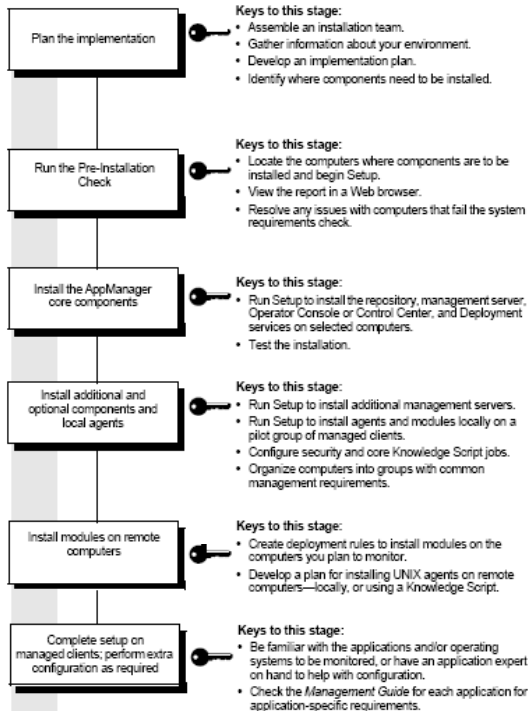 Plan the implementation
Keys to this stage:
• Assemble an installation team.
• Gather information about your environment.
• Develop an implementation plan.
• Identify where components need to be installed.
Run the Pre-Installation
Check
Keys to this stage:
• Locate the computers where components are to be
installed and begin Setup.
• View the report in a Web browser.
• Resolve any issues with computers that fail the system
requirements check.
Install the AppManager
core components
Keys to this stage:
• Run Setup to install the repository, management server,
Operator Console or Control Center, and Deployment
services on selected computers.
• Test the installation.
Install additional and
optional components and
local agents
Keys to this stage:
• Run Setup to install additional management servers.
• Run Setup to install agents and modules locally on a
pilot group of managed clients.
• Configure security and core Knowledge Script jobs.
• Organize computers into groups with common
management requirements.
Install modules on remote
computers
Keys to this stage:
• Create deployment rules to install modules on the
computers you plan to monitor.
• Develop a plan for installing UNIX agents on remote
computers—locally, or using a Knowledge Script.
Complete setup on
managed clients; perform extra
configuration as required
Keys to this stage:
• Be familiar with the applications and/or operating
systems to be monitored, or have an application expert
on hand to help with configuration.
• Check the Management Guide for each application for
application-specific requirements.